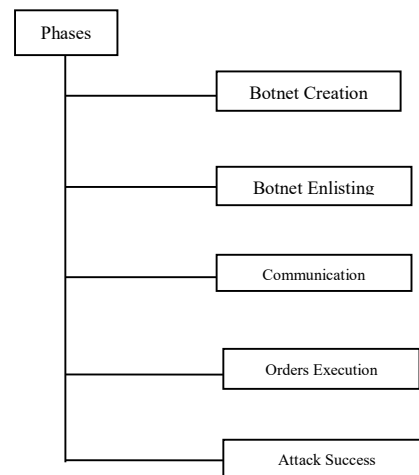 Phases
Botnet Creation
Botnet Enlisting
Communication
Orders Execution
Attack Success